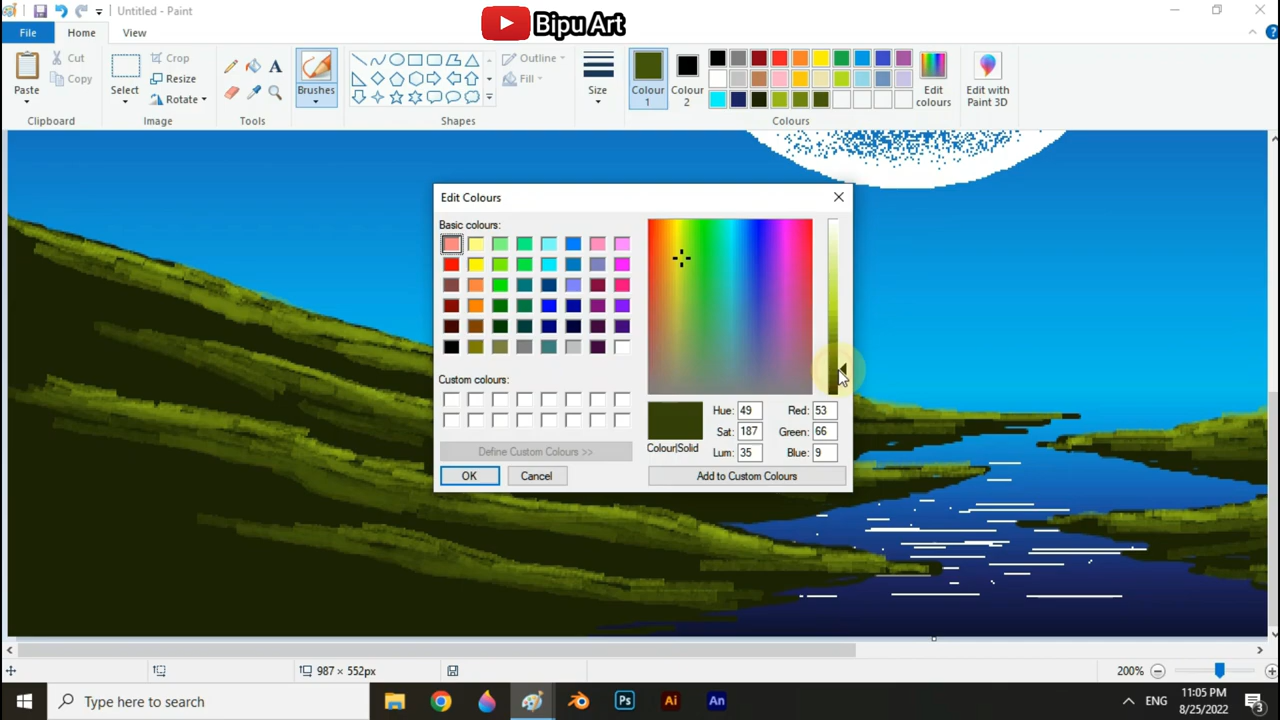 Untitled - Paint
Bipu Art
File
Home
View
Paste
Cut
Copy
Clipboard
Select
Crop
Resize
Rotate
Image
Tools
Brushes
Shapes
Outline
Fill
Size
Colour 1
Colour 2
Edit colours
Edit with Paint 3D
Colours
Edit Colours
Basic colours:
Custom colours:
Define Custom Colours >>
OK
Cancel
Colour|Solid
Hue: 49
Sat: 187
Lum: 35
Red: 53
Green: 66
Blue: 9
Add to Custom Colours
987 × 552px
200%
Type here to search
Ps
Ai
An
ENG
11:05 PM
8/25/2022
3